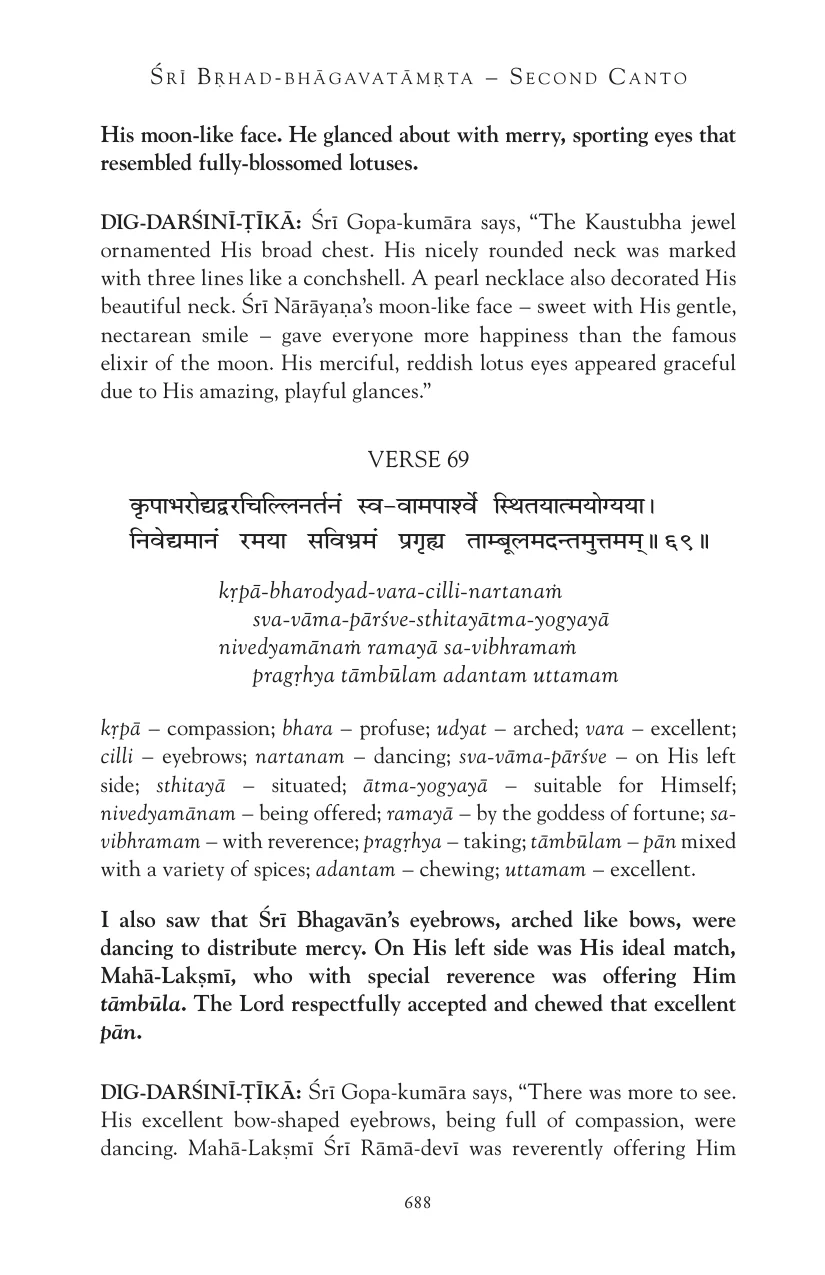 ŚRĪ BṚHAD-BHĀGAVATĀMṚTA – SECOND CANTO
His moon-like face. He glanced about with merry, sporting eyes that
resembled fully-blossomed lotuses.
DIG-DARŚINĪ-ṬĪKĀ: Śrī Gopa-kumāra says, “The Kaustubha jewel
ornamented His broad chest. His nicely rounded neck was marked
with three lines like a conchshell. A pearl necklace also decorated His
beautiful neck. Śrī Nārāyaṇa’s moon-like face – sweet with His gentle,
nectarean smile – gave everyone more happiness than the famous
elixir of the moon. His merciful, reddish lotus eyes appeared graceful
due to His amazing, playful glances.”
VERSE 69
कृपाभरोद्यद्वरचिल्लिनर्तनं स्व-वामपार्श्वे स्थितयात्मयोग्यया।
निवेद्यमानं रमया सविभ्रमं प्रगृह्य ताम्बूलमदन्तमुत्तमम्॥ ६९॥
kṛpā-bharodyad-vara-cilli-nartanaṁ
sva-vāma-pārśve-sthitayātma-yogyayā
nivedyamānaṁ ramayā sa-vibhramaṁ
pragṛhya tāmbūlam adantam uttamam
kṛpā – compassion; bhara – profuse; udyat – arched; vara – excellent;
cilli – eyebrows; nartanam – dancing; sva-vāma-pārśve – on His left
side; sthitayā – situated; ātma-yogyayā – suitable for Himself;
nivedyamānam – being offered; ramayā – by the goddess of fortune; sa-
vibhramam – with reverence; pragṛhya – taking; tāmbūlam – pān mixed
with a variety of spices; adantam – chewing; uttamam – excellent.
I also saw that Śrī Bhagavān’s eyebrows, arched like bows, were
dancing to distribute mercy. On His left side was His ideal match,
Mahā-Lakṣmī, who with special reverence was offering Him
tāmbūla. The Lord respectfully accepted and chewed that excellent
pān.
DIG-DARŚINĪ-ṬĪKĀ: Śrī Gopa-kumāra says, “There was more to see.
His excellent bow-shaped eyebrows, being full of compassion, were
dancing. Mahā-Lakṣmī Śrī Rāmā-devī was reverently offering Him
688